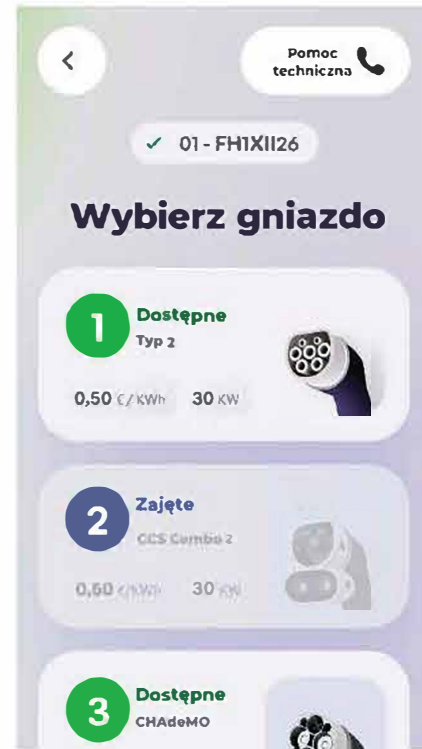 Pomoc
techniczna
01 - FH1XII26
Wybierz gniazdo
1
Dostępne
Typ 2
0,50 €/KWh 30 KW
2
Zajęte
CCS Combo 2
0,60 €/KWh 30 KW
3
Dostępne
CHAdeMO